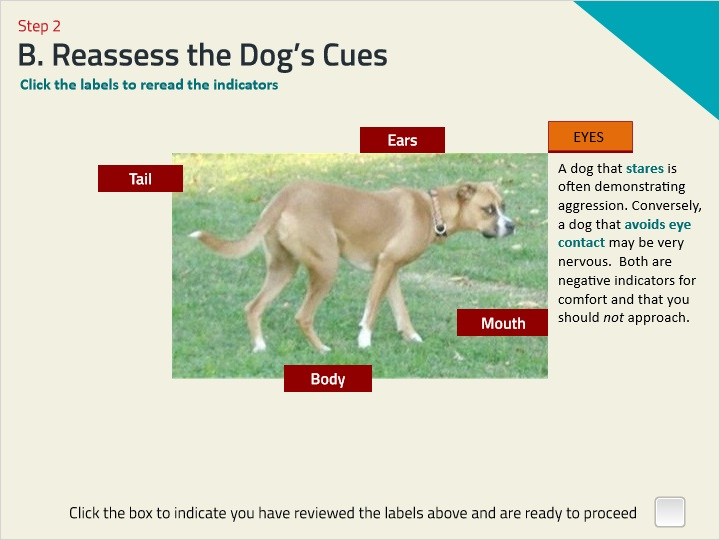 Step 2
B. Reassess the Dog's Cues
Click the labels to reread the indicators
Ears
EYES
Tail
A dog that stares is
often demonstrating
aggression. Conversely,
a dog that avoids eye
contact may be very
nervous.  Both are
negative indicators for
comfort and that you
should not approach.
Mouth
Body
Click the box to indicate you have reviewed the labels above and are ready to proceed